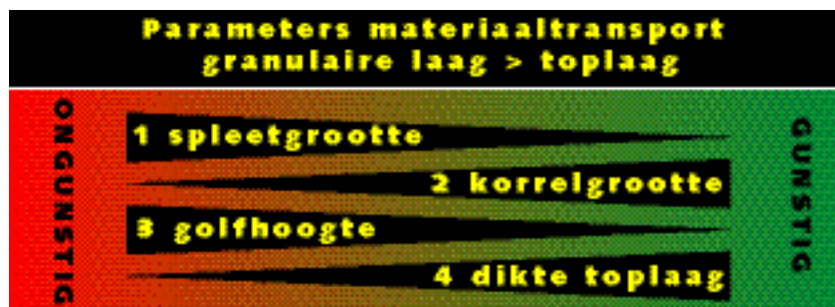 Parameters materiaaltransport
granulaire laag > toplaag
ONGUNSTIG
1 spleetgrootte
2 korrelgrootte
3 golfhoogte
4 dikte toplaag
GUNSTIG